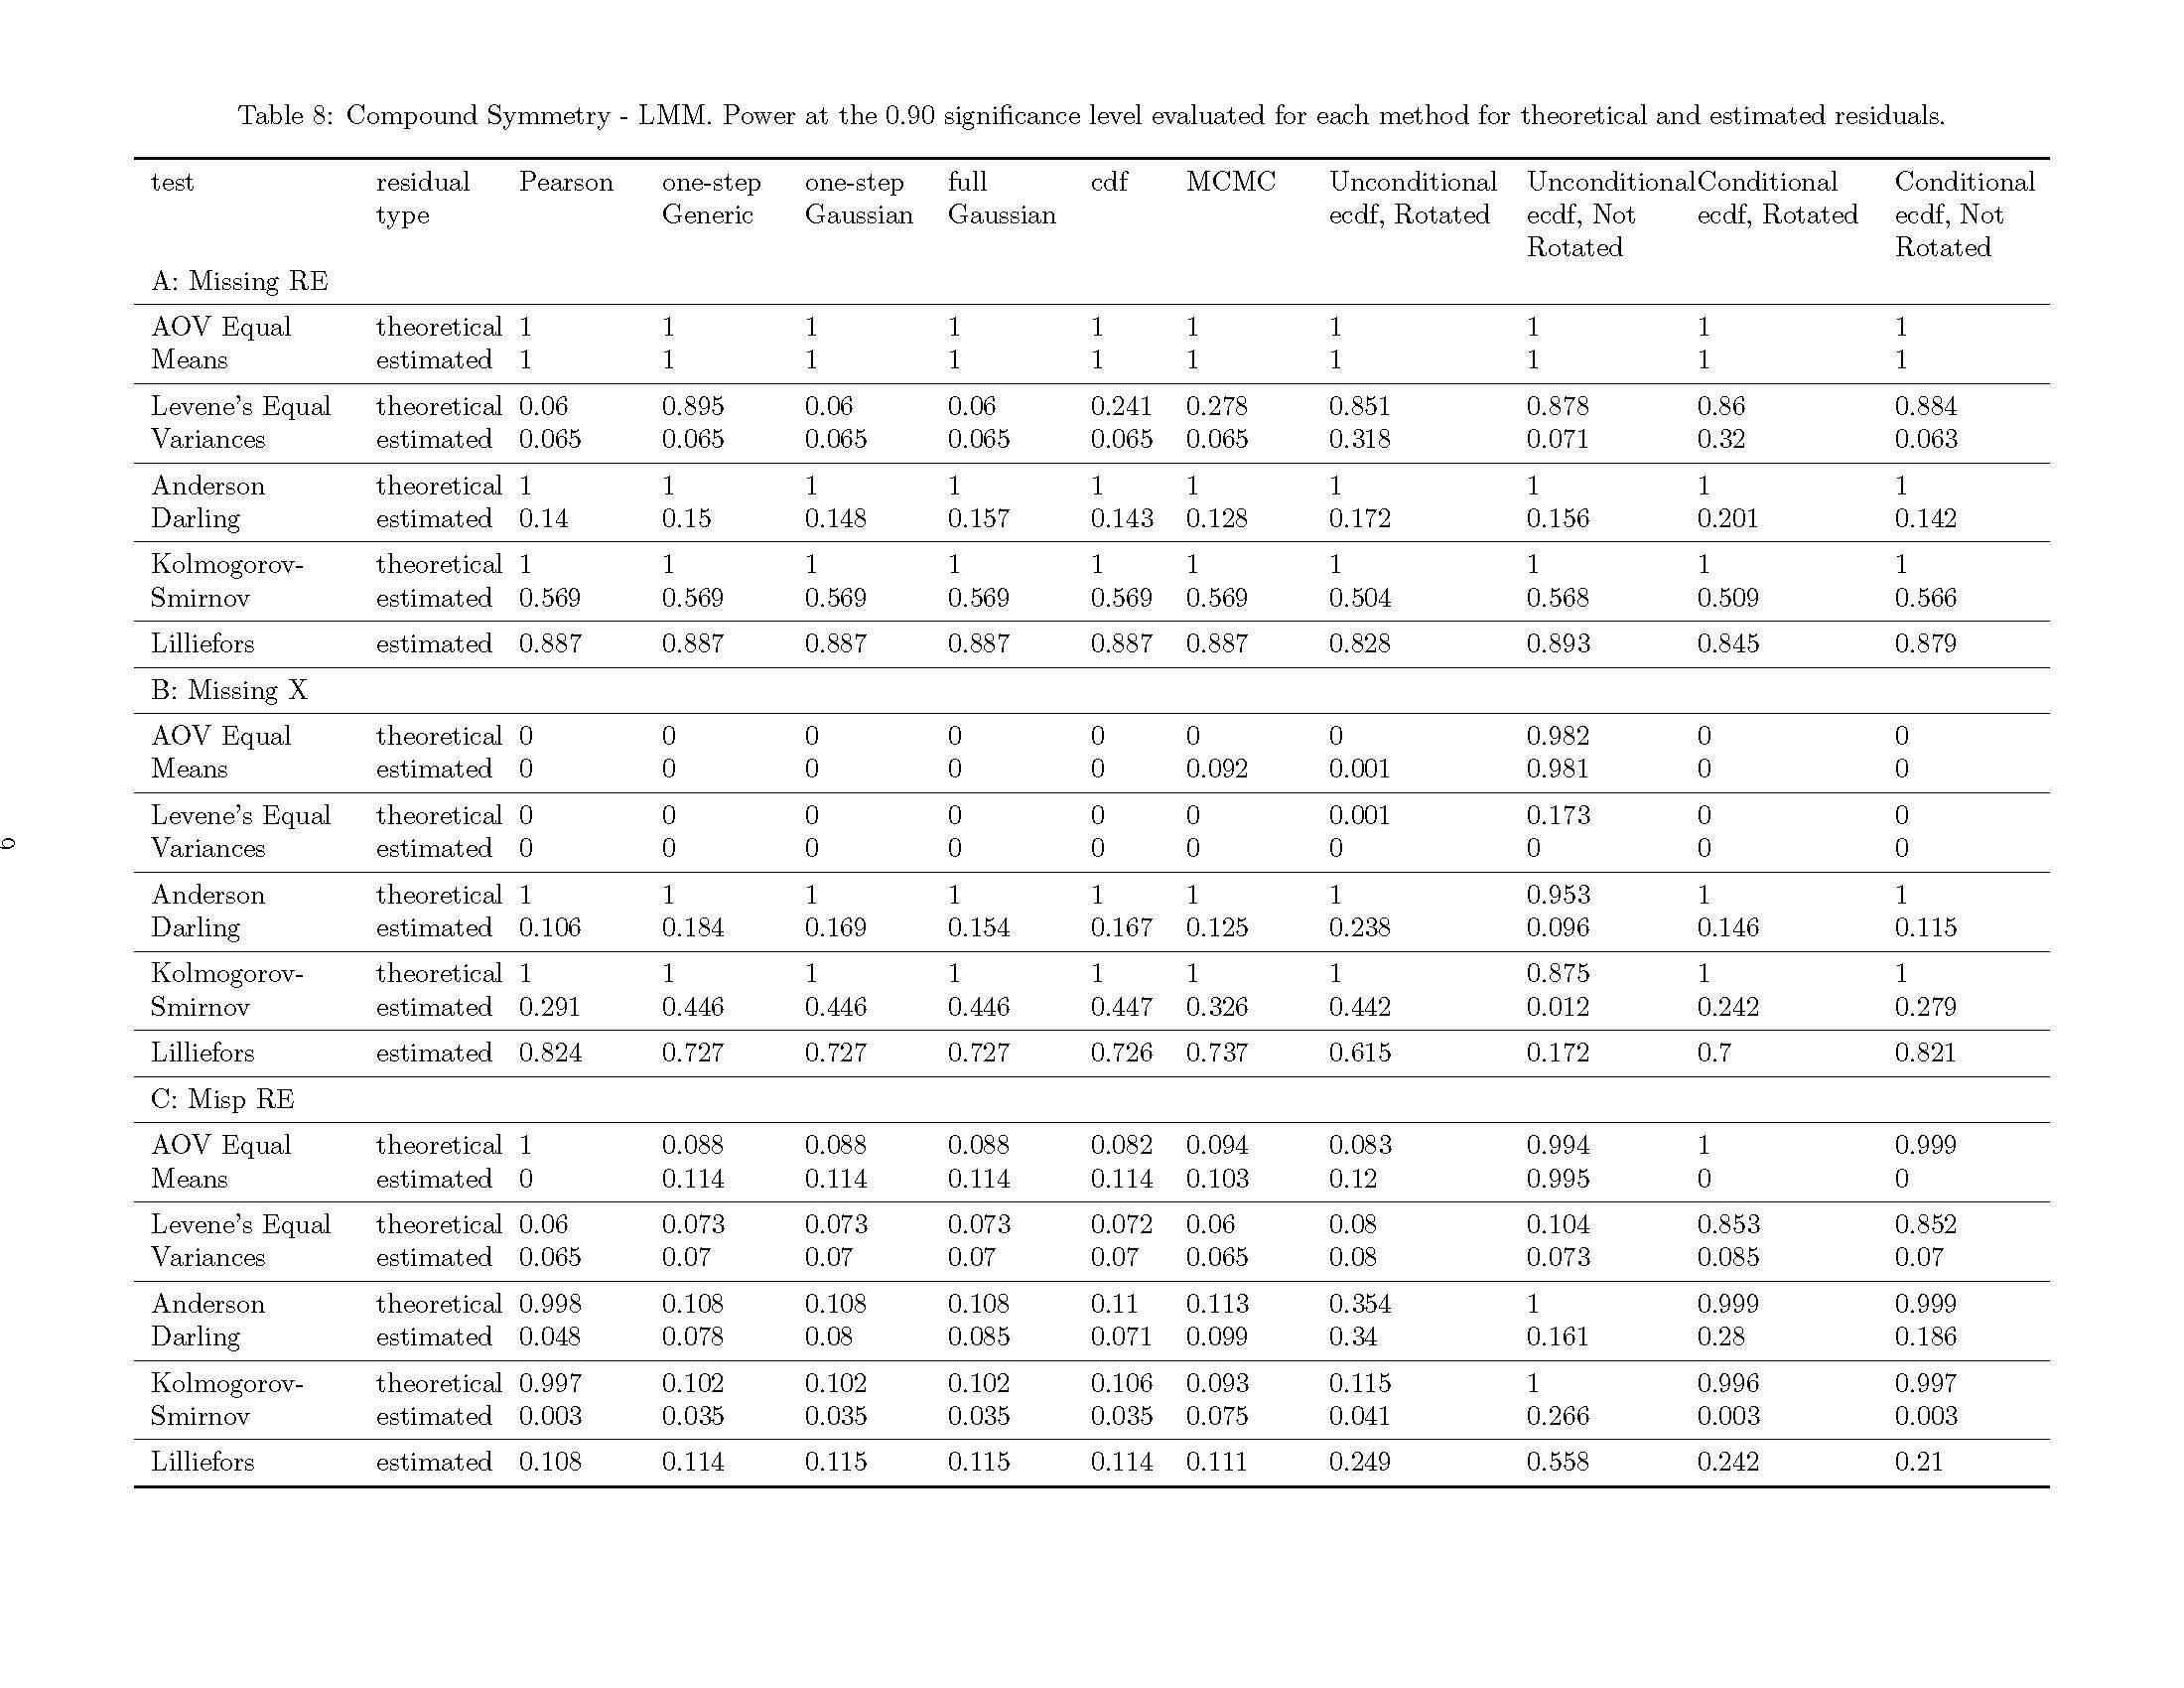 Table 8: Compound Symmetry - LMM. Power at the 0.90 significance level evaluated for each method for theoretical and estimated residuals.
test residual Pearson one-step one-step full cdf MCMC Unconditional Unconditional Conditional Conditional
type Generic Gaussian Gaussian ecdf, Rotated ecdf, Not ecdf, Rotated ecdf, Not
Rotated Rotated
A: Missing RE
AOV Equal theoretical 1 1 1 1 1 1 1 1 1 1
Means estimated 1 1 1 1 1 1 1 1 1 1
Levene's Equal theoretical 0.06 0.895 0.06 0.06 0.241 0.278 0.851 0.878 0.86 0.884
Variances estimated 0.065 0.065 0.065 0.065 0.065 0.065 0.318 0.071 0.32 0.063
Anderson theoretical 1 1 1 1 1 1 1 1 1 1
Darling estimated 0.14 0.15 0.148 0.157 0.143 0.128 0.172 0.156 0.201 0.142
Kolmogorov- theoretical 1 1 1 1 1 1 1 1 1 1
Smirnov estimated 0.569 0.569 0.569 0.569 0.569 0.569 0.504 0.568 0.509 0.566
Lilliefors estimated 0.887 0.887 0.887 0.887 0.887 0.887 0.828 0.893 0.845 0.879
B: Missing X
AOV Equal theoretical 0 0 0 0 0 0 0 0.982 0 0
Means estimated 0 0 0 0 0 0.092 0.001 0.981 0 0
Levene's Equal theoretical 0 0 0 0 0 0 0.001 0.173 0 0
Variances estimated 0 0 0 0 0 0 0 0 0 0
Anderson theoretical 1 1 1 1 1 1 1 0.953 1 1
Darling estimated 0.106 0.184 0.169 0.154 0.167 0.125 0.238 0.096 0.146 0.115
Kolmogorov- theoretical 1 1 1 1 1 1 1 0.875 1 1
Smirnov estimated 0.291 0.446 0.446 0.446 0.447 0.326 0.442 0.012 0.242 0.279
Lilliefors estimated 0.824 0.727 0.727 0.727 0.726 0.737 0.615 0.172 0.7 0.821
C: Misp RE
AOV Equal theoretical 1 0.088 0.088 0.088 0.082 0.094 0.083 0.994 1 0.999
Means estimated 0 0.114 0.114 0.114 0.114 0.103 0.12 0.995 0 0
Levene's Equal theoretical 0.06 0.073 0.073 0.073 0.072 0.06 0.08 0.104 0.853 0.852
Variances estimated 0.065 0.07 0.07 0.07 0.07 0.065 0.08 0.073 0.085 0.07
Anderson theoretical 0.998 0.108 0.108 0.108 0.11 0.113 0.354 1 0.999 0.999
Darling estimated 0.048 0.078 0.08 0.085 0.071 0.099 0.34 0.161 0.28 0.186
Kolmogorov- theoretical 0.997 0.102 0.102 0.102 0.106 0.093 0.115 1 0.996 0.997
Smirnov estimated 0.003 0.035 0.035 0.035 0.035 0.075 0.041 0.266 0.003 0.003
Lilliefors estimated 0.108 0.114 0.115 0.115 0.114 0.111 0.249 0.558 0.242 0.21